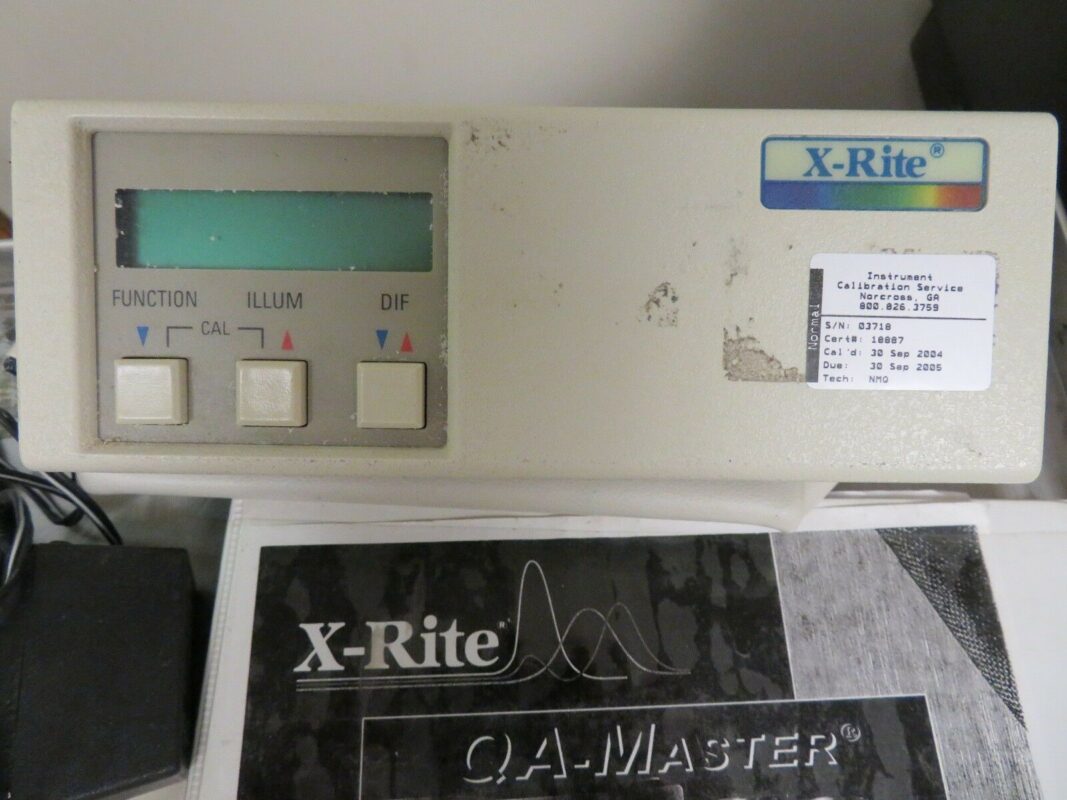 X-Rite®
FUNCTION ILLUM DIF
CAL
Instrument
Calibration Service
Norcross, GA
800.826.3759
Normal
S/N: 03718
Cert#: 18887
Cal'd: 30 Sep 2004
Due: 30 Sep 2005
Tech: NMQ
X-Rite®
QA-MASTER®